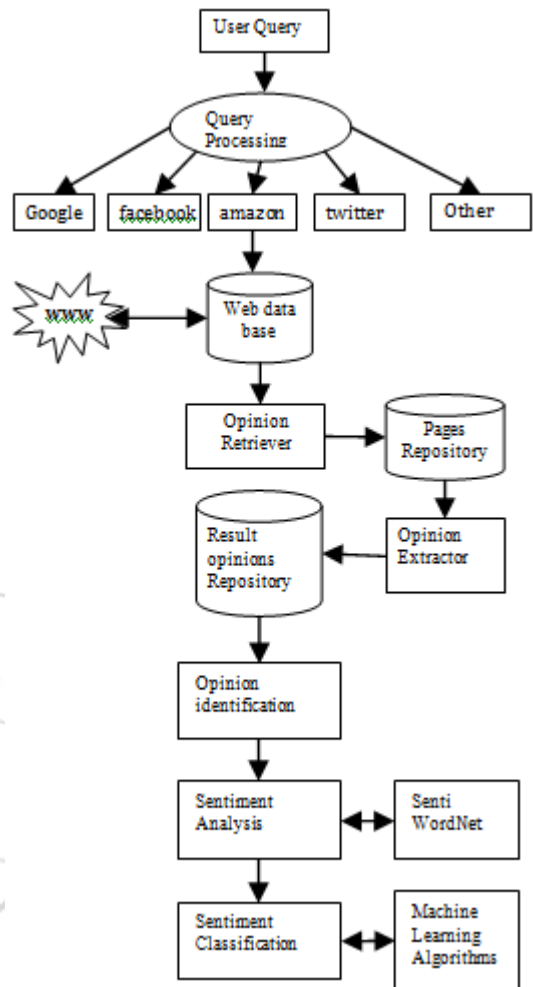 User Query
Query
Processing
Google
facebook
amazon
twitter
Other
www
Web data
base
Opinion
Retriever
Pages
Repository
Result
opinions
Repository
Opinion
Extractor
Opinion
identification
Sentiment
Analysis
Senti
WordNet
Sentiment
Classification
Machine
Learning
Algorithms